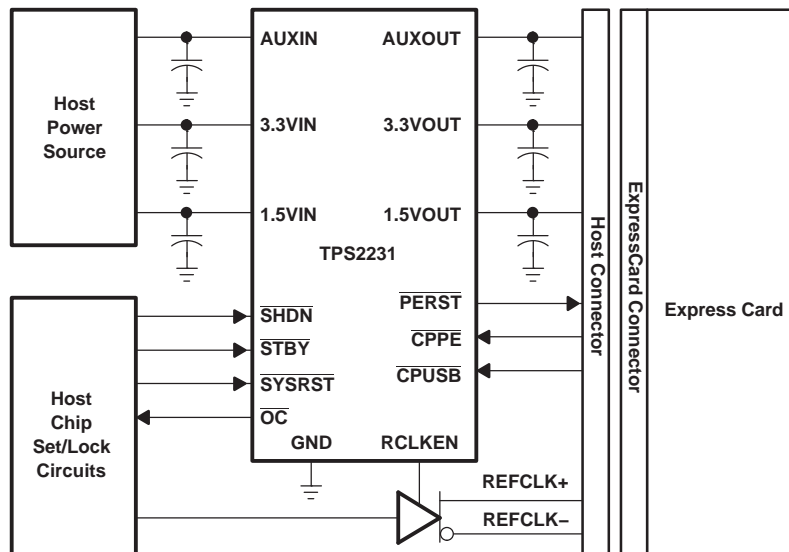 Host
Power
Source
AUXIN
AUXOUT
3.3VIN
3.3VOUT
1.5VIN
1.5VOUT
TPS2231
SHDN
STBY
SYSRST
OC
PERST
CPPE
CPUSB
GND
RCLKEN
Host
Chip
Set/Lock
Circuits
REFCLK+
REFCLK−
Host Connector
ExpressCard Connector
Express Card